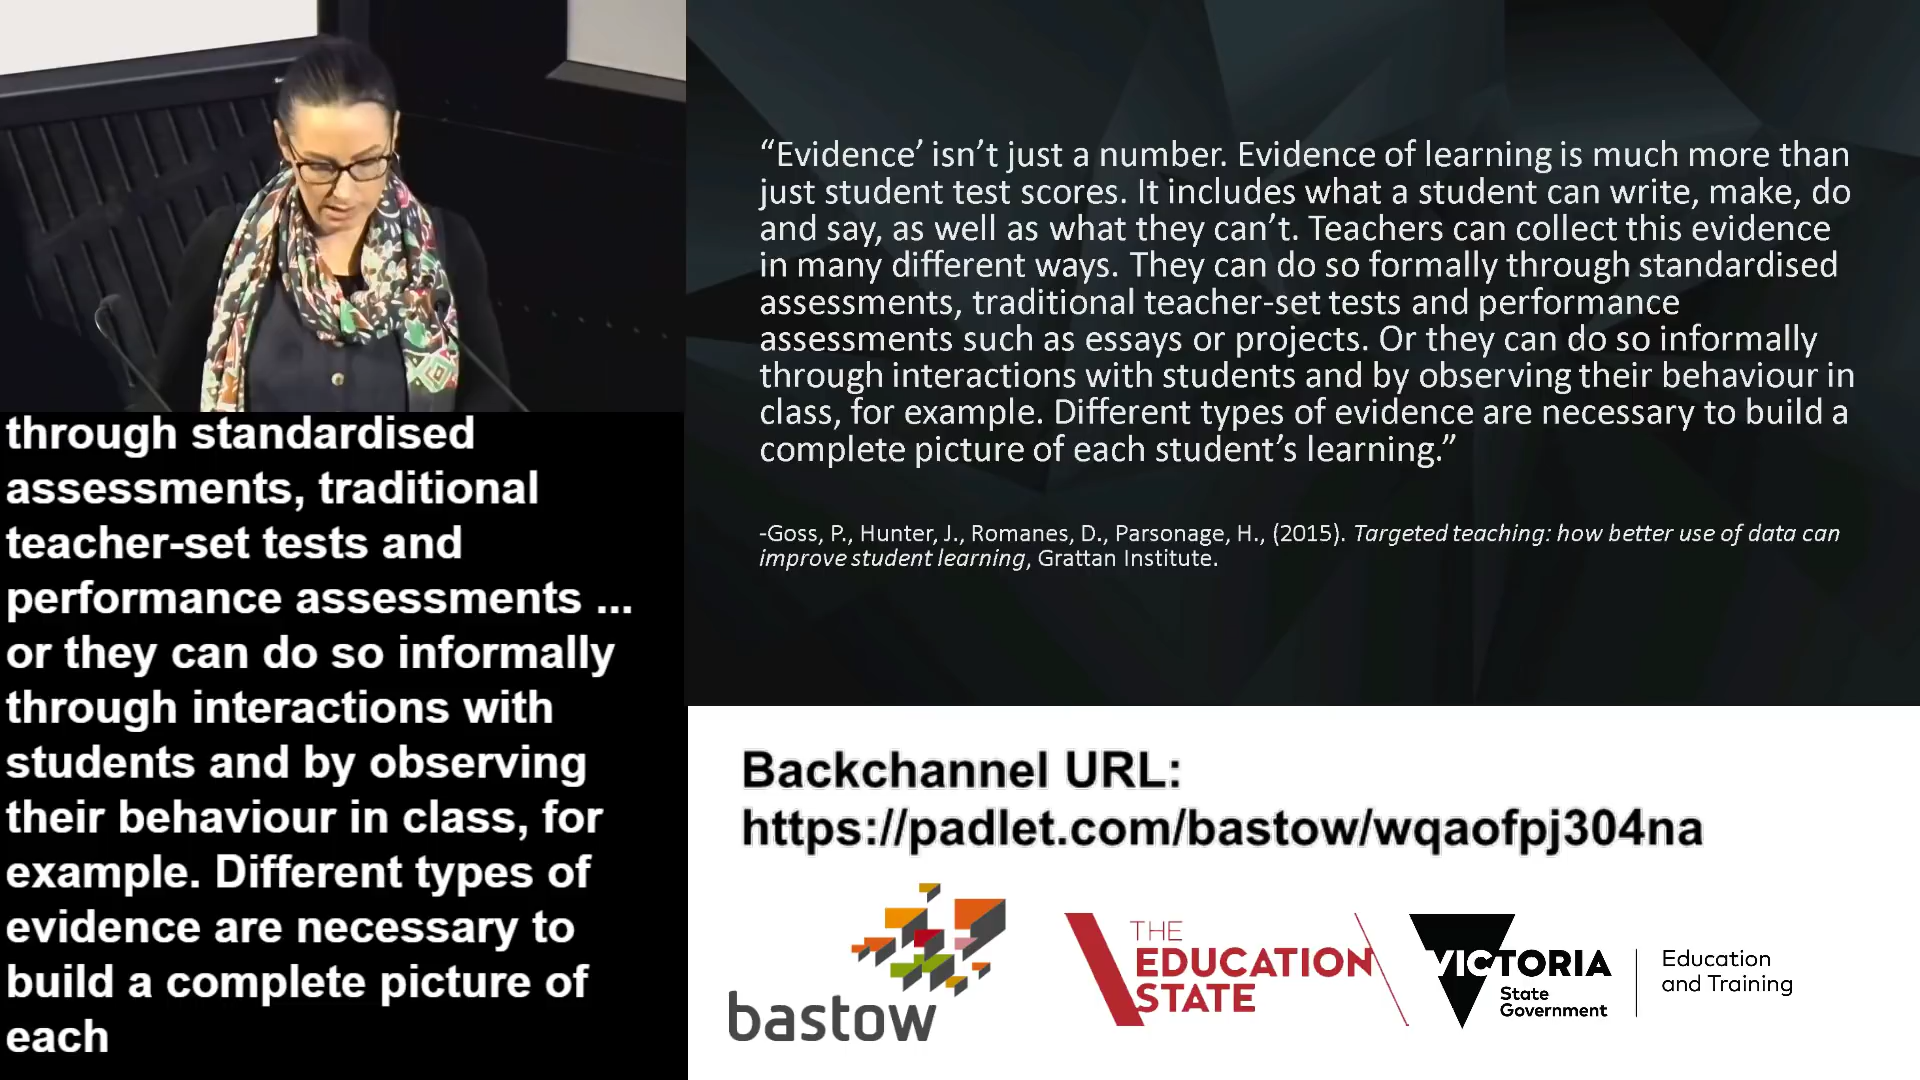 “Evidence’ isn’t just a number. Evidence of learning is much more than
just student test scores. It includes what a student can write, make, do
and say, as well as what they can’t. Teachers can collect this evidence
in many different ways. They can do so formally through standardised
assessments, traditional teacher-set tests and performance
assessments such as essays or projects. Or they can do so informally
through interactions with students and by observing their behaviour in
class, for example. Different types of evidence are necessary to build a
complete picture of each student’s learning.”
-Goss, P., Hunter, J., Romanes, D., Parsonage, H., (2015). Targeted teaching: how better use of data can
improve student learning, Grattan Institute.
through standardised
assessments, traditional
teacher-set tests and
performance assessments ...
or they can do so informally
through interactions with
students and by observing
their behaviour in class, for
example. Different types of
evidence are necessary to
build a complete picture of
each
Backchannel URL:
https://padlet.com/bastow/wqaofpj304na
bastow
THE
EDUCATION
STATE
VICTORIA
State
Government
Education
and Training